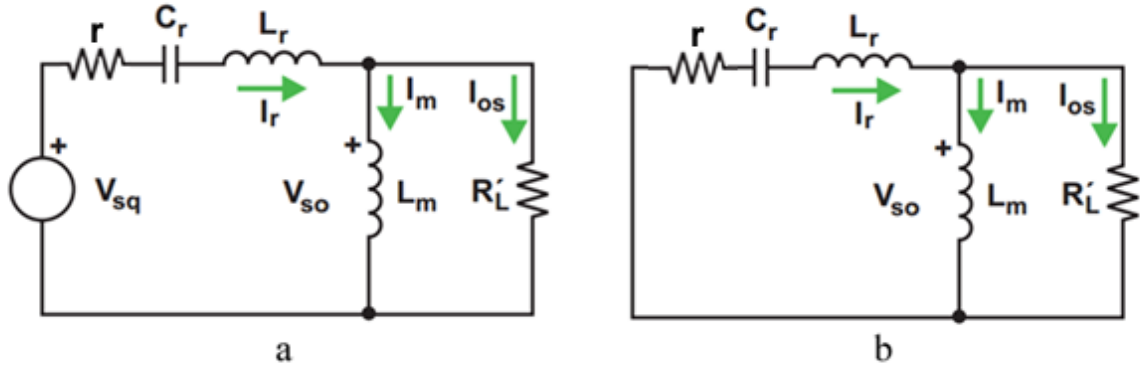 r C_r L_r
I_r I_m I_os
+ V_sq + V_so L_m R´_L
a
r C_r L_r
I_r I_m I_os
+ V_so L_m R´_L
b